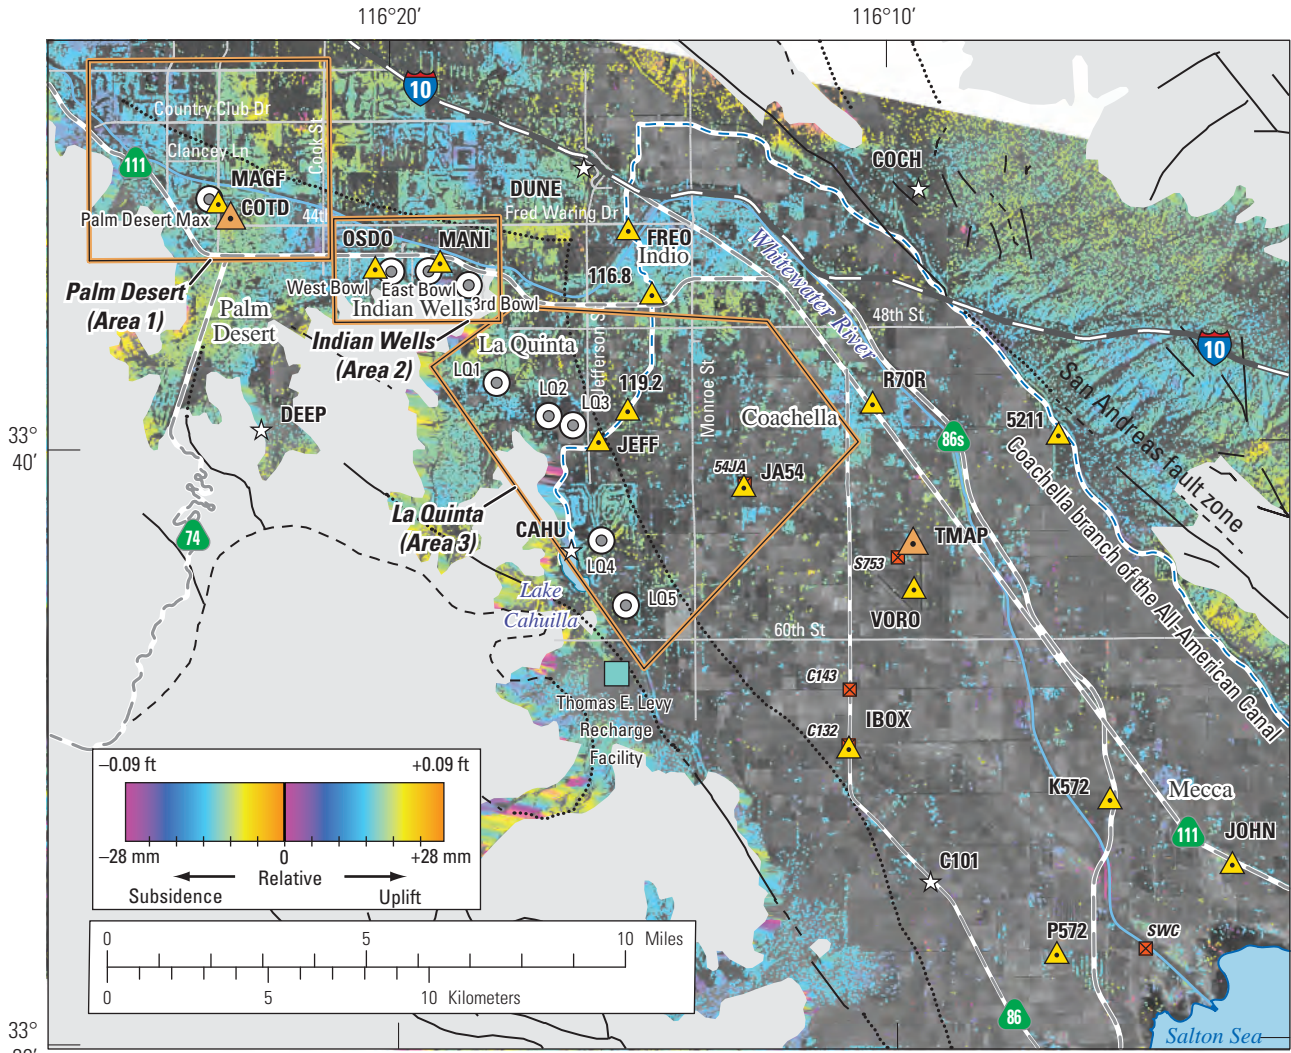 116°20′
116°10′
10
Country Club Dr
Cook St
Clancey Ln
111
MAGF
COTD
Palm Desert Max
44th
DUNE
Fred Waring Dr
COCH
FREO
Indio
OSDO
MANI
116.8
West Bowl
East Bowl
3rd Bowl
Indian Wells
Whitewater River
Palm Desert
(Area 1)
Palm
Desert
Indian Wells
(Area 2)
La Quinta
Jefferson St
48th St
10
LQ1
LQ2
LQ3
119.2
Monroe St
R70R
San Andreas fault zone
DEEP
JEFF
Coachella
86s
5211
33°
40′
54JA
JA54
Coachella branch of the All-American Canal
La Quinta
(Area 3)
74
CAHU
LQ4
TMAP
S753
Lake
Cahuilla
LQ5
VORO
60th St
Thomas E. Levy
Recharge
Facility
C143
IBOX
C132
−0.09 ft
+0.09 ft
−28 mm
0
+28 mm
Relative
Subsidence
Uplift
K572
Mecca
111
JOHN
C101
0
5
10 Miles
0
5
10 Kilometers
P572
SWC
86
33°
Salton Sea